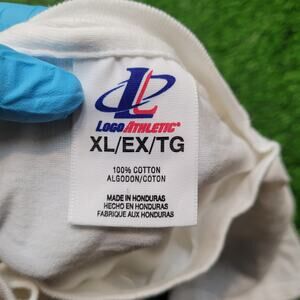 LOGO ATHLETIC®
XL/EX/TG
100% COTTON
ALGODON/COTON
MADE IN HONDURAS
HECHO EN HONDURAS
FABRIQUE AUX HONDURAS